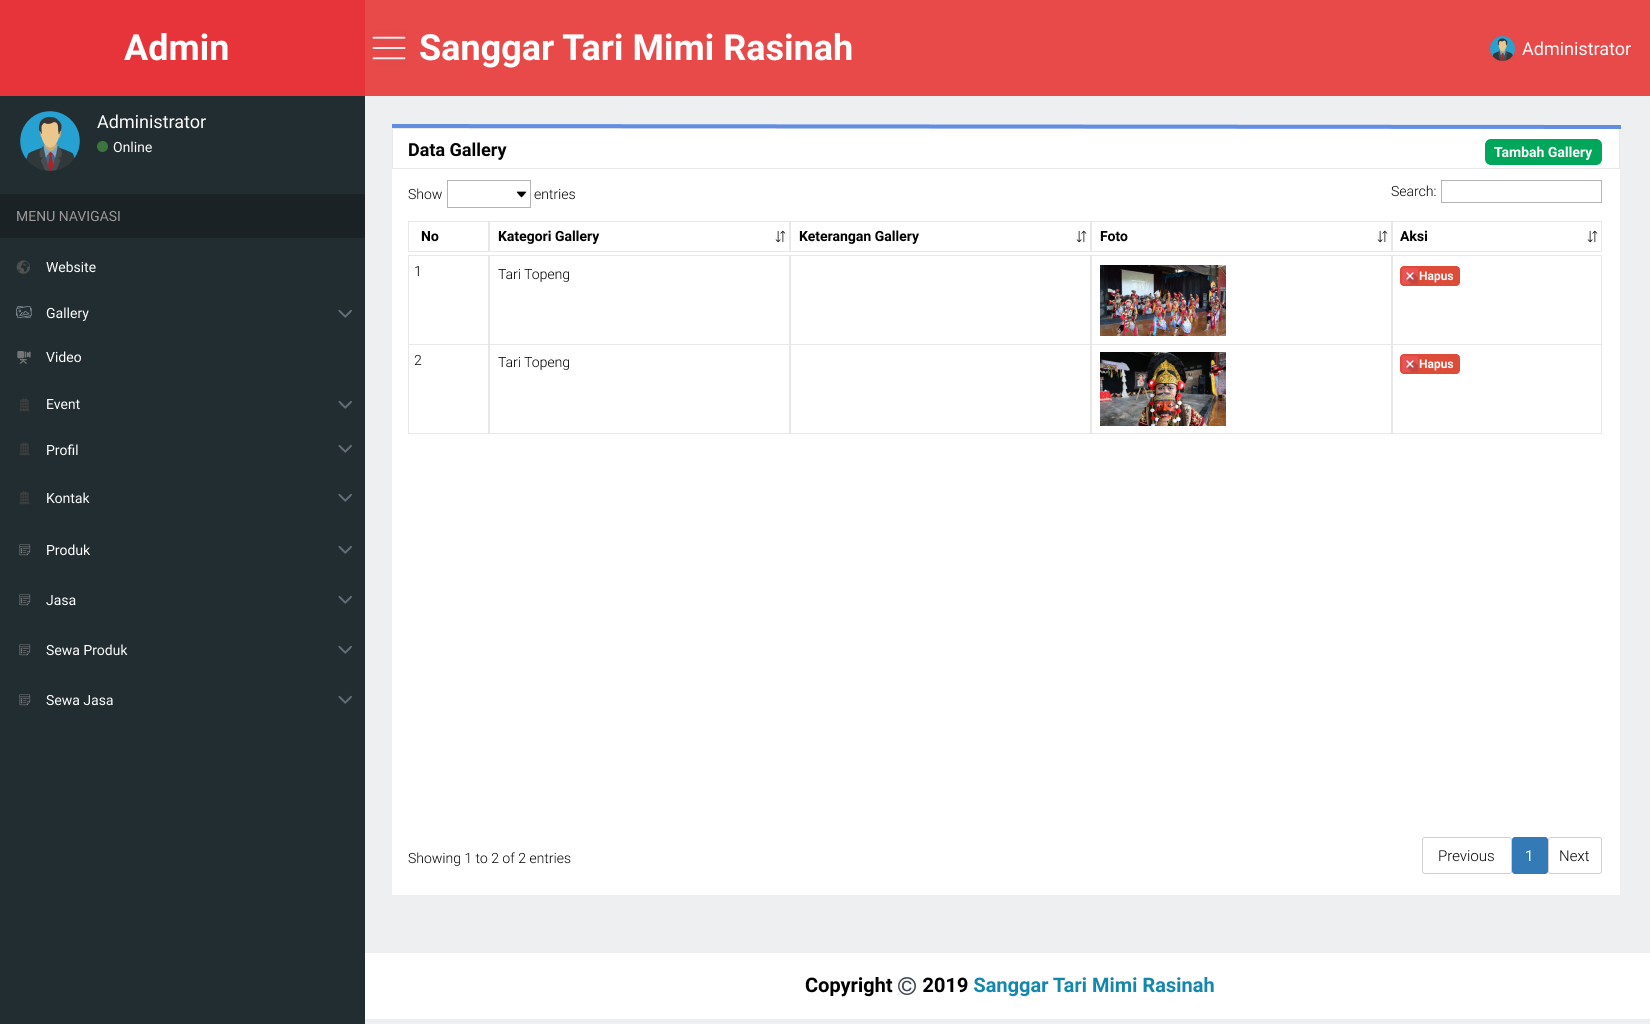 Admin
Sanggar Tari Mimi Rasinah
Administrator
Administrator
Online
MENU NAVIGASI
Website
Gallery
Video
Event
Profil
Kontak
Produk
Jasa
Sewa Produk
Sewa Jasa
Data Gallery
Tambah Gallery
Show entries
Search:
No Kategori Gallery Keterangan Gallery Foto Aksi
1 Tari Topeng Hapus
2 Tari Topeng Hapus
Showing 1 to 2 of 2 entries
Previous 1 Next
Copyright © 2019 Sanggar Tari Mimi Rasinah